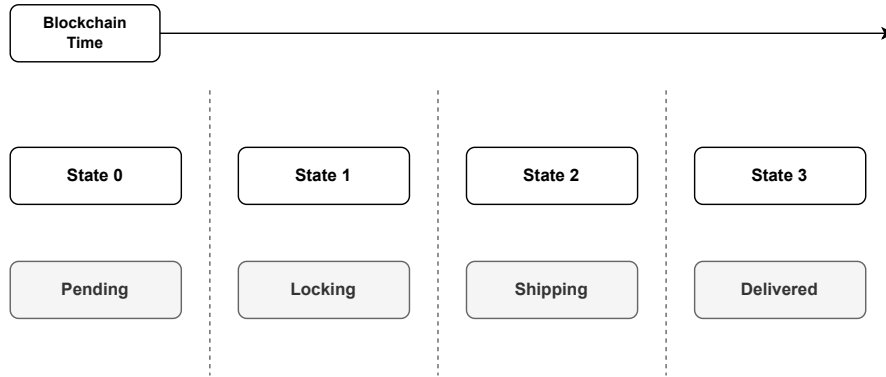 Blockchain
Time
State 0
State 1
State 2
State 3
Pending
Locking
Shipping
Delivered